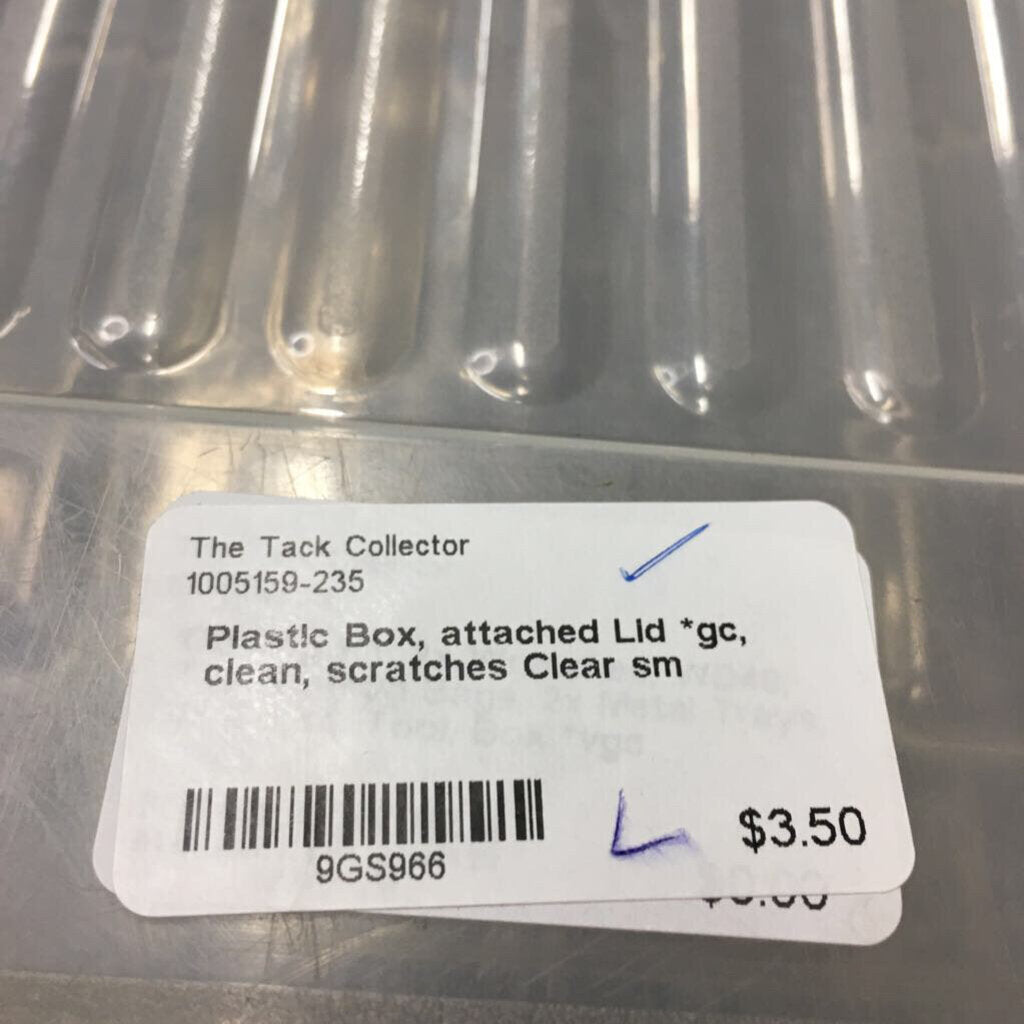 The Tack Collector
1005159-235
Plastic Box, attached Lid *gc,
clean, scratches Clear sm
9GS966
$3.50